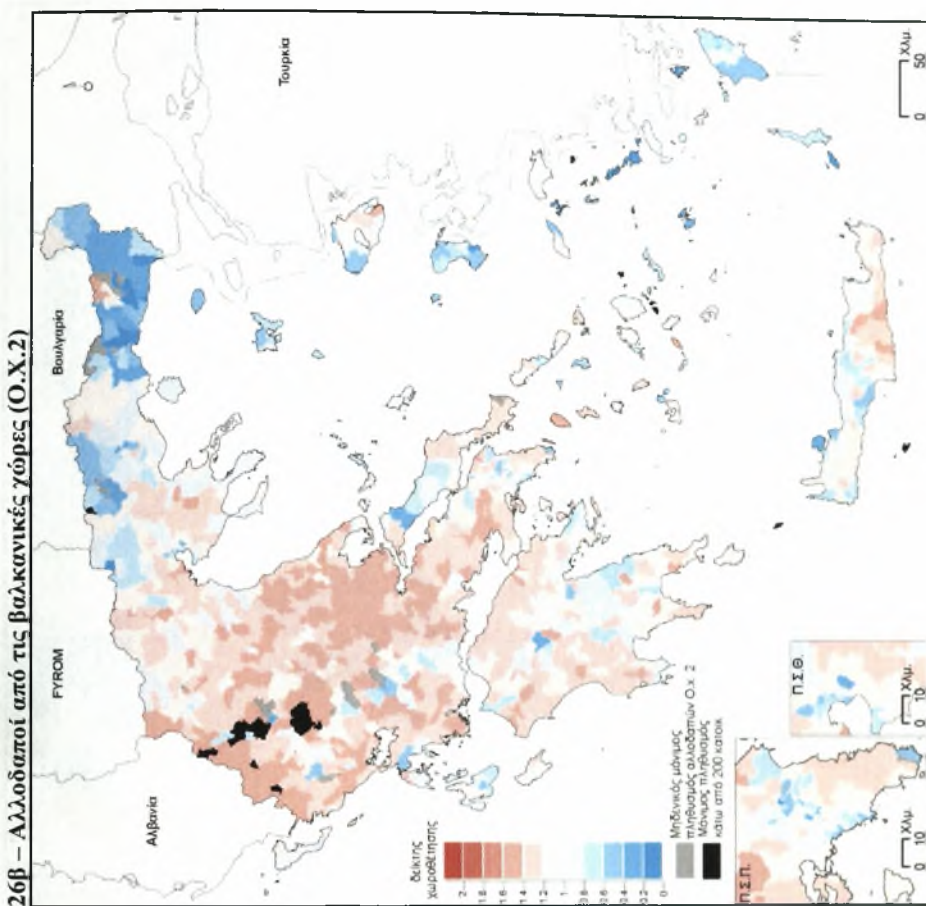 26β – Αλλοδαποί από τις βαλκανικές χώρες (Ο.Χ.2)
Αλβανία
FYROM
Βουλγαρία
Τουρκία
δείκτης
χωροθέτησης
2
1.8
1.6
1.4
1.2
1
0.8
0.6
0.4
0.2
0
Μηδενικός μόνιμος
πληθυσμός αλλοδαπών Ο.χ. 2
Μόνιμος πληθυσμός
κάτω από 200 κατοικ
Π.Σ.Π.
0 10 Χλμ.
Π.Σ.Θ.
0 10 Χλμ.
0 50 Χλμ.